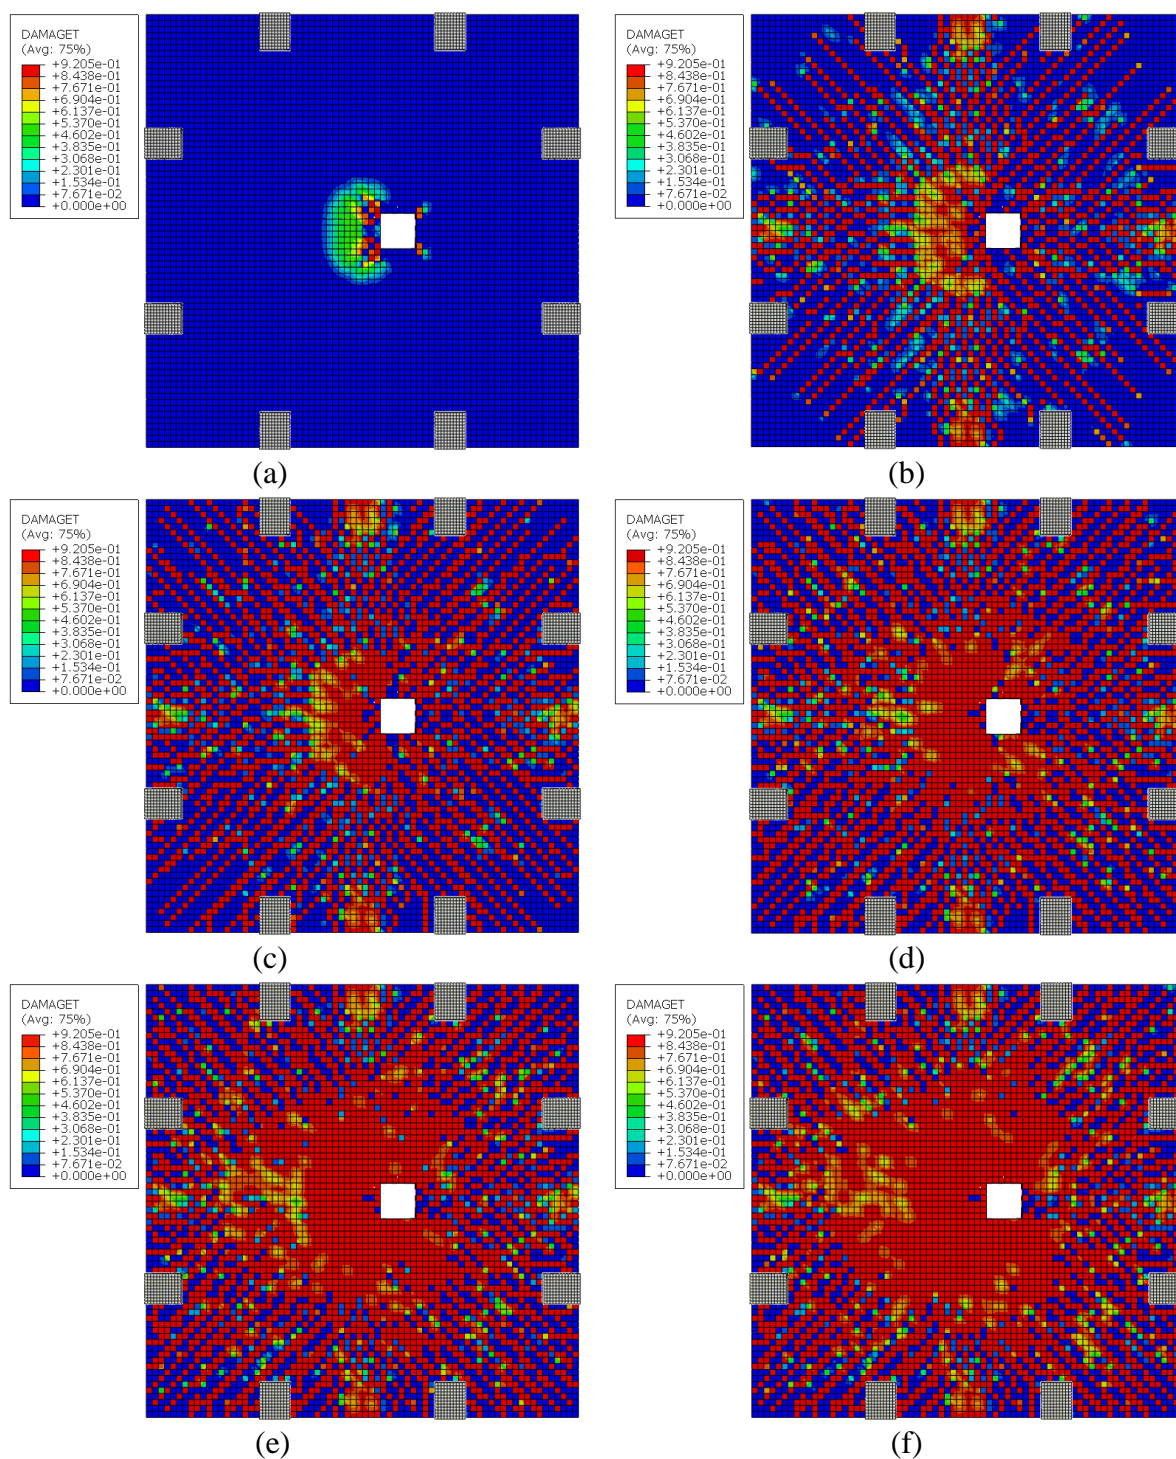 DAMAGET
(Avg: 75%)
+9.205e-01
+8.438e-01
+7.671e-01
+6.904e-01
+6.137e-01
+5.370e-01
+4.602e-01
+3.835e-01
+3.068e-01
+2.301e-01
+1.534e-01
+7.671e-02
+0.000e+00
(a)
DAMAGET
(Avg: 75%)
+9.205e-01
+8.438e-01
+7.671e-01
+6.904e-01
+6.137e-01
+5.370e-01
+4.602e-01
+3.835e-01
+3.068e-01
+2.301e-01
+1.534e-01
+7.671e-02
+0.000e+00
(b)
DAMAGET
(Avg: 75%)
+9.205e-01
+8.438e-01
+7.671e-01
+6.904e-01
+6.137e-01
+5.370e-01
+4.602e-01
+3.835e-01
+3.068e-01
+2.301e-01
+1.534e-01
+7.671e-02
+0.000e+00
(c)
DAMAGET
(Avg: 75%)
+9.205e-01
+8.438e-01
+7.671e-01
+6.904e-01
+6.137e-01
+5.370e-01
+4.602e-01
+3.835e-01
+3.068e-01
+2.301e-01
+1.534e-01
+7.671e-02
+0.000e+00
(d)
DAMAGET
(Avg: 75%)
+9.205e-01
+8.438e-01
+7.671e-01
+6.904e-01
+6.137e-01
+5.370e-01
+4.602e-01
+3.835e-01
+3.068e-01
+2.301e-01
+1.534e-01
+7.671e-02
+0.000e+00
(e)
DAMAGET
(Avg: 75%)
+9.205e-01
+8.438e-01
+7.671e-01
+6.904e-01
+6.137e-01
+5.370e-01
+4.602e-01
+3.835e-01
+3.068e-01
+2.301e-01
+1.534e-01
+7.671e-02
+0.000e+00
(f)